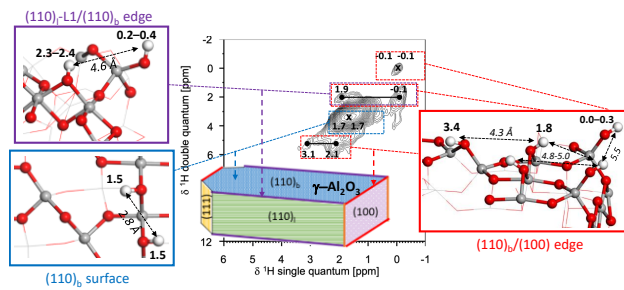 (110)l-L1/(110)b edge
0.2–0.4
2.3–2.4
4.6 Å
1.5
2.8 Å
1.5
(110)b surface
δ 1H double quantum [ppm]
-2
0
2
4
6
12
-0.1 -0.1
x
1.9
-0.1
x
1.7 1.7
3.1 2.1
(110)b
γ–Al2O3
(111)
(110)l
(100)
6 5 4 3 2 1 0 -1
δ 1H single quantum [ppm]
0.0–0.3
3.4
4.3 Å
1.8
4.8-5.0
5.5
(110)b/(100) edge